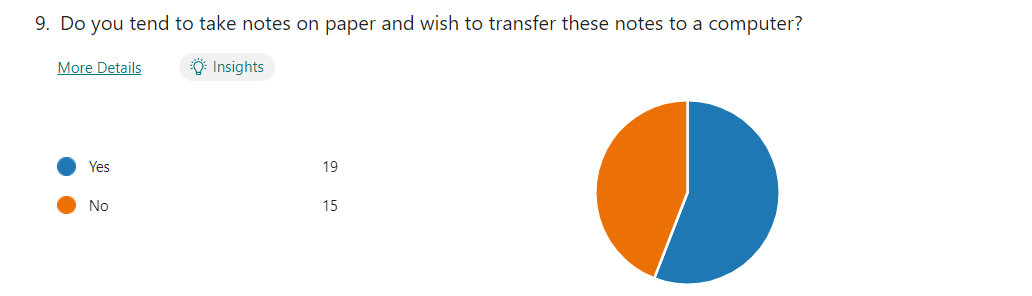 9. Do you tend to take notes on paper and wish to transfer these notes to a computer?
More Details Insights
Yes 19
No 15